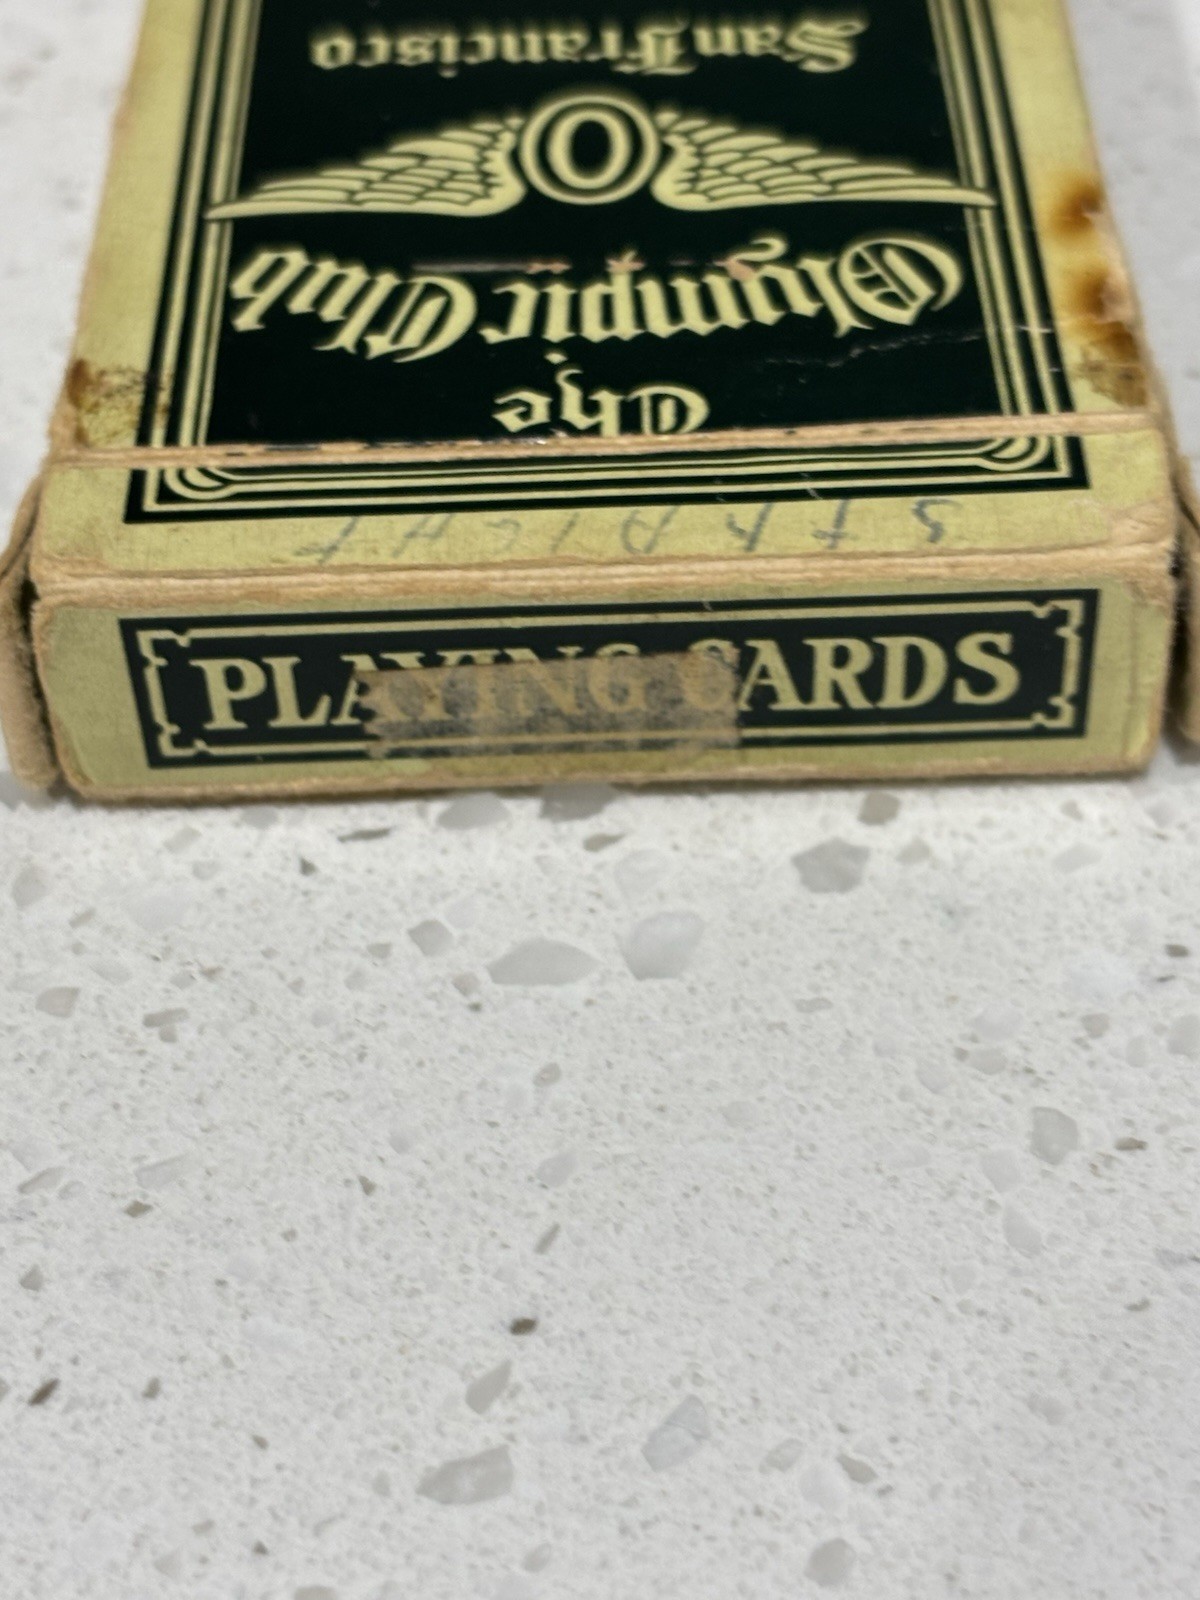 The
Olympic Club
O
San Francisco
STRAIGHT
PLAYING CARDS